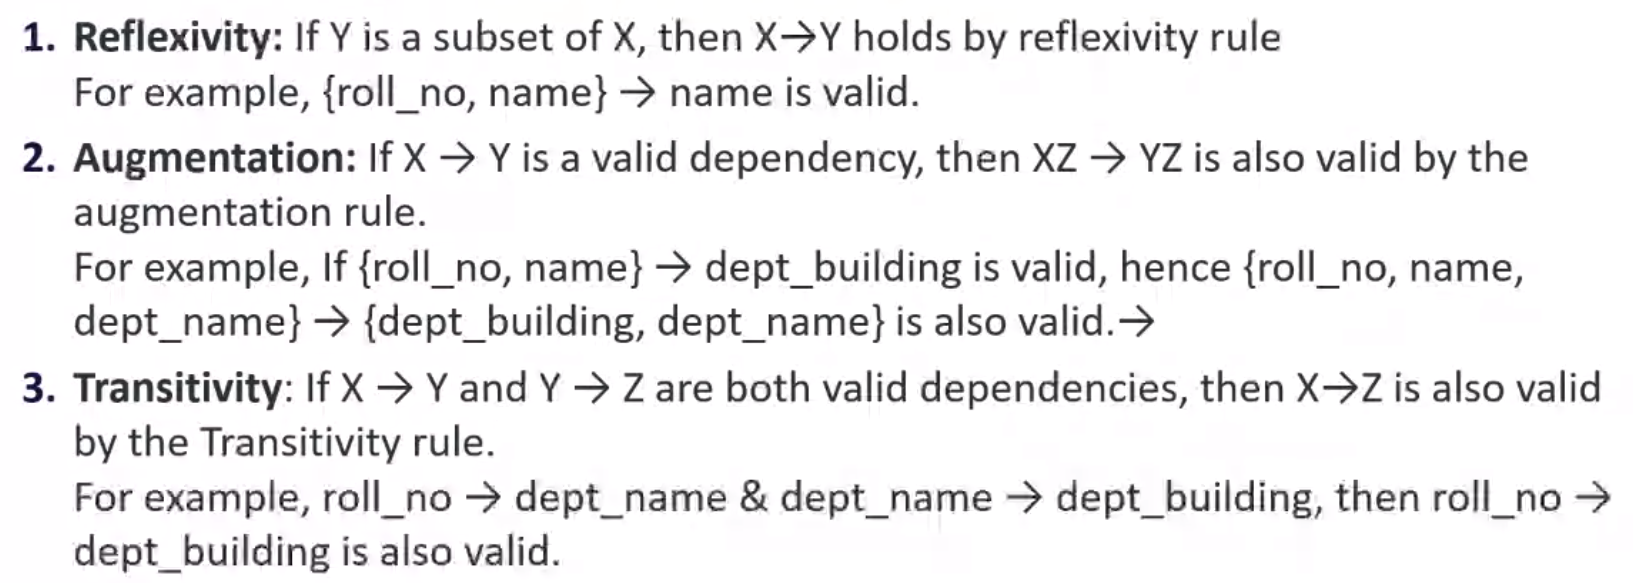 1. Reflexivity: If Y is a subset of X, then X→Y holds by reflexivity rule
For example, {roll_no, name} → name is valid.
2. Augmentation: If X → Y is a valid dependency, then XZ → YZ is also valid by the
augmentation rule.
For example, If {roll_no, name} → dept_building is valid, hence {roll_no, name,
dept_name} → {dept_building, dept_name} is also valid.→
3. Transitivity: If X → Y and Y → Z are both valid dependencies, then X→Z is also valid
by the Transitivity rule.
For example, roll_no → dept_name & dept_name → dept_building, then roll_no →
dept_building is also valid.